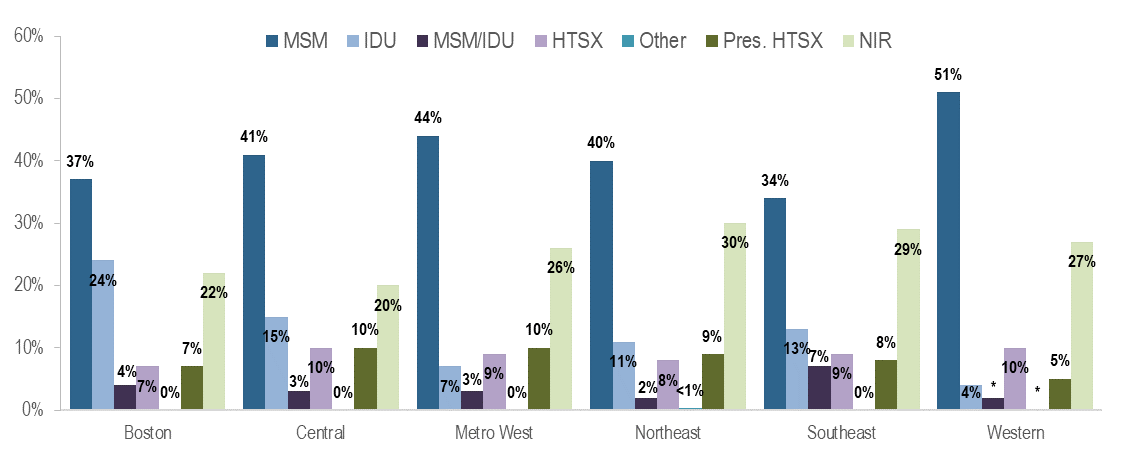 60%
MSM IDU MSM/IDU HTSX Other Pres. HTSX NIR
50%
40%
30%
20%
10%
0%
37% 24% 4% 7% 0% 7% 22%
41% 15% 3% 10% 0% 10% 20%
44% 7% 3% 9% 0% 10% 26%
40% 11% 2% 8% <1% 9% 30%
34% 13% 7% 9% 0% 8% 29%
51% 4% * 10% * 5% 27%
Boston Central Metro West Northeast Southeast Western